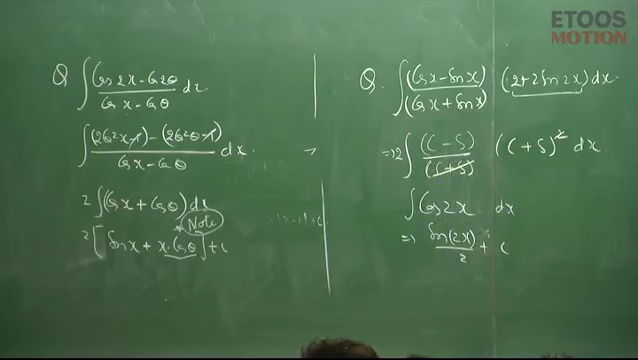 ETOOS
MOTION
Q ∫ (Cos 2x - Cos 2θ)/(Cos x - Cos θ) dx
∫ ((2Cos²x - 1) - (2Cos²θ - 1))/(Cos x - Cos θ) dx.
2 ∫ (Cos x + Cos θ) dx
Note
2 [ Sin x + x. Cos θ ] + c
Q. ∫ (Cos x - Sin x)/(Cos x + Sin x) (2 + 2 Sin 2x) dx.
⇒ 2 ∫ (C - S)/(C + S) (C + S)² dx
∫ Cos 2x dx
⇒ Sin(2x)/2 + c